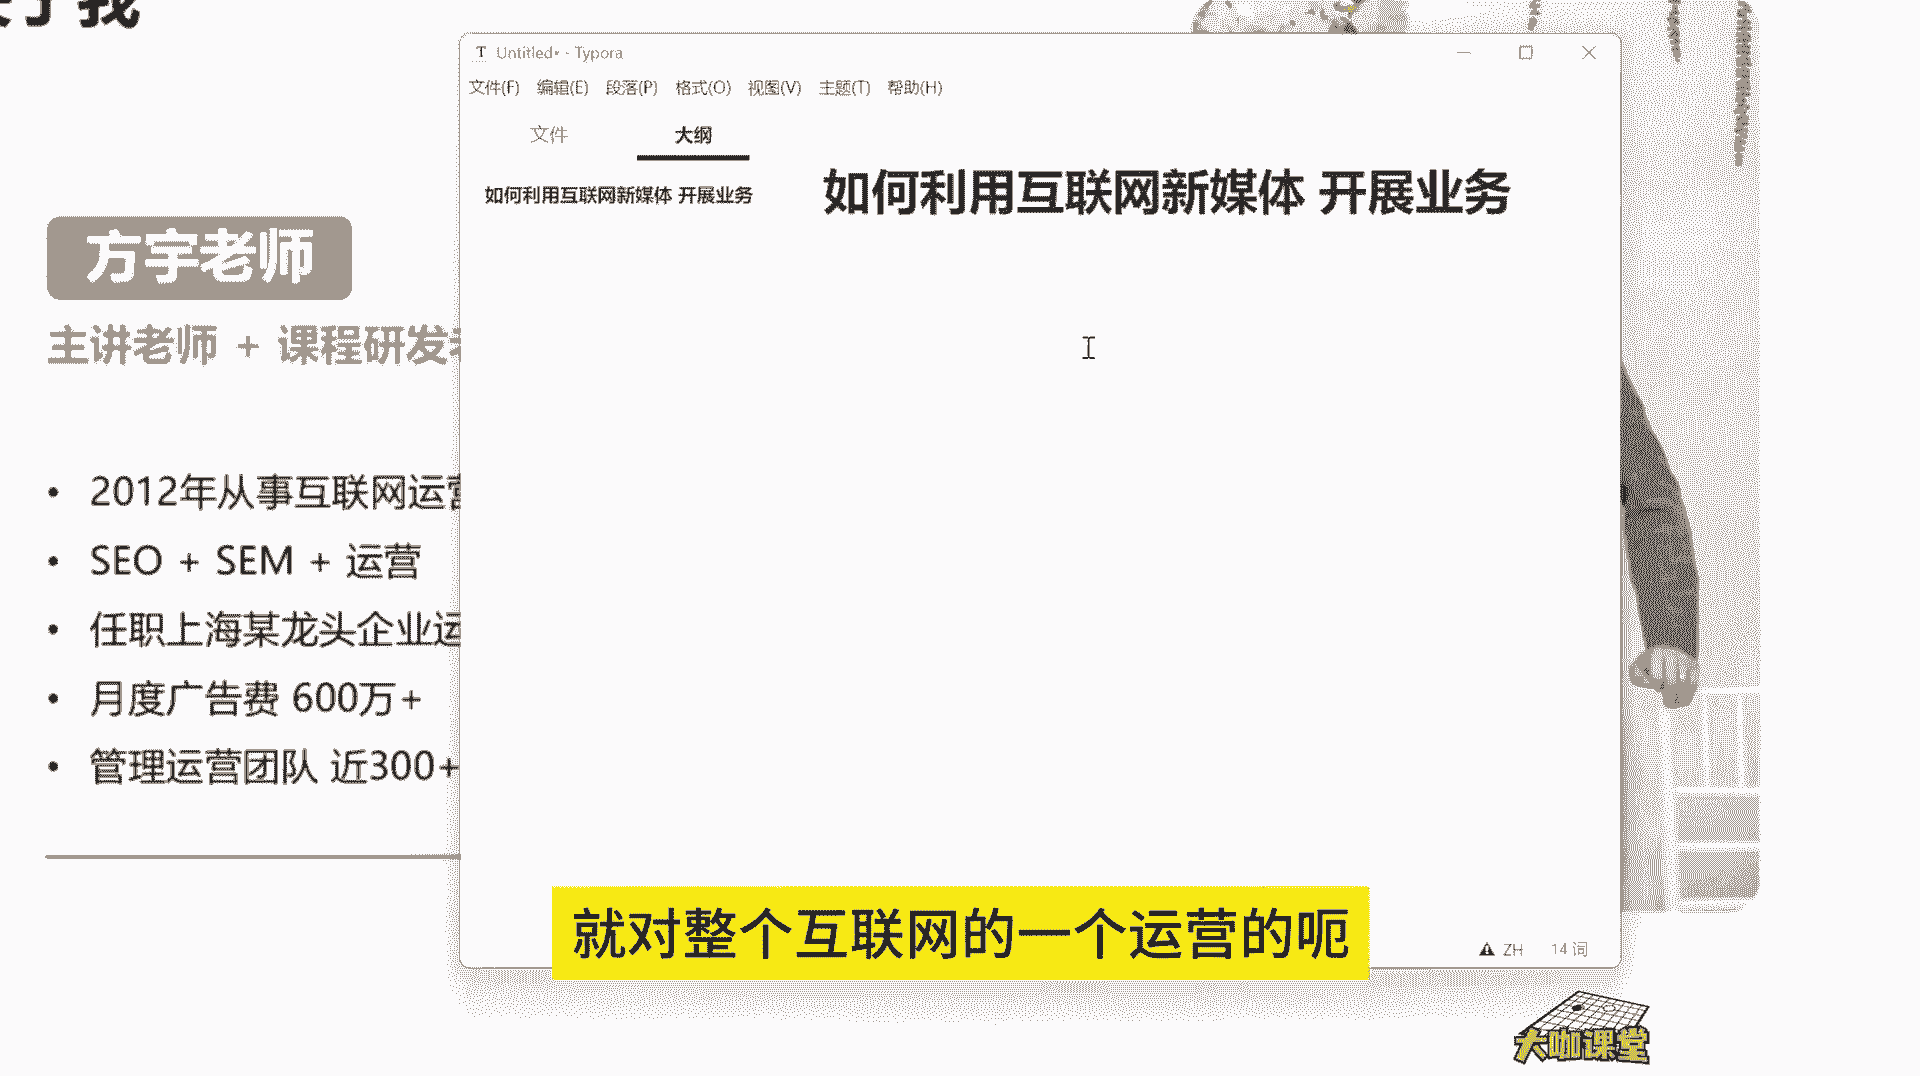 了我
方宇老师
主讲老师 + 课程研发
2012年从事互联网运营
SEO + SEM + 运营
任职上海某龙头企业运
月度广告费 600万+
管理运营团队 近300+
Untitled• - Typora
文件(F) 编辑(E) 段落(P) 格式(O) 视图(V) 主题(T) 帮助(H)
文件 大纲
如何利用互联网新媒体 开展业务
如何利用互联网新媒体 开展业务
就对整个互联网的一个运营的呃
ZH 14 词
大咖课堂